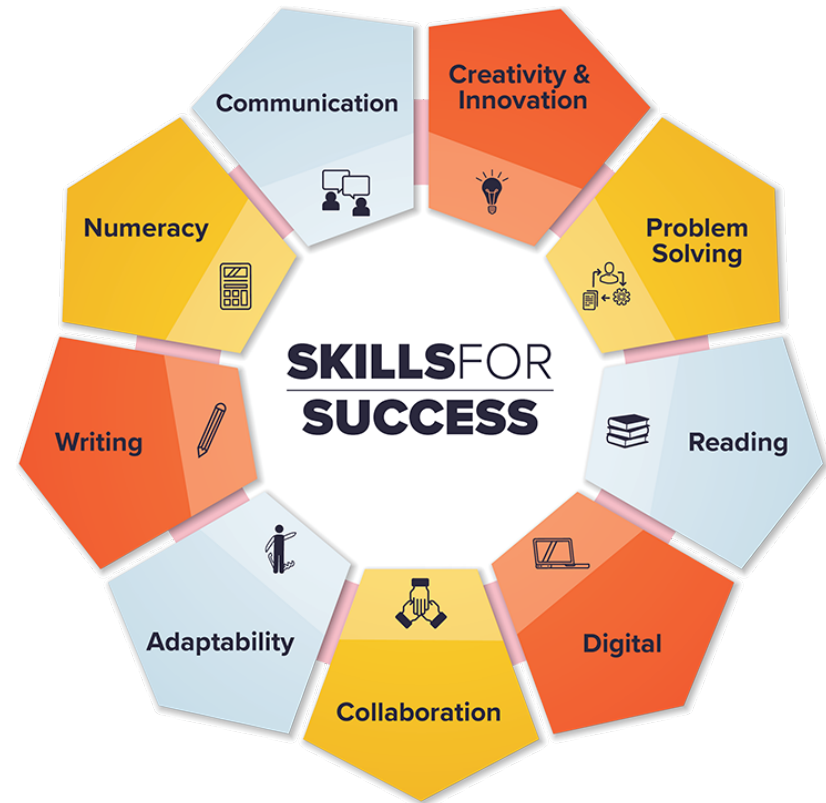 Communication
Creativity &
Innovation
Problem
Solving
Reading
Digital
Collaboration
Adaptability
Writing
Numeracy
SKILLSFOR
SUCCESS